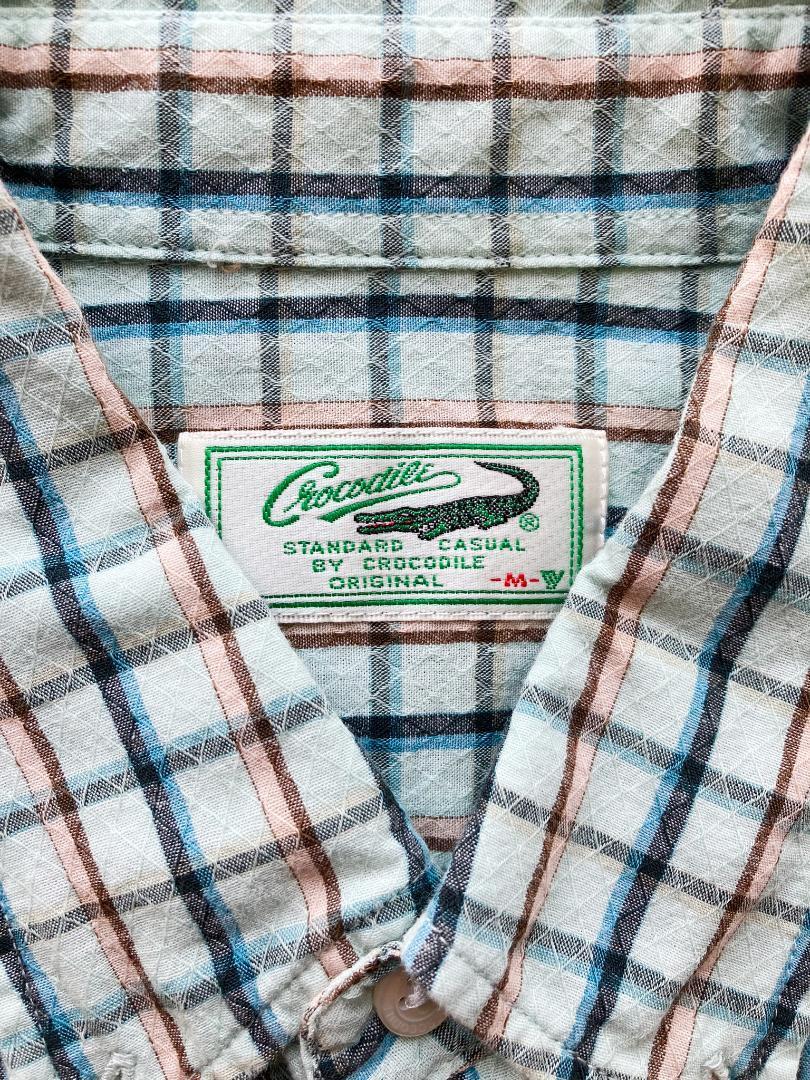 Crocodile ®
STANDARD CASUAL
BY CROCODILE
ORIGINAL -M-